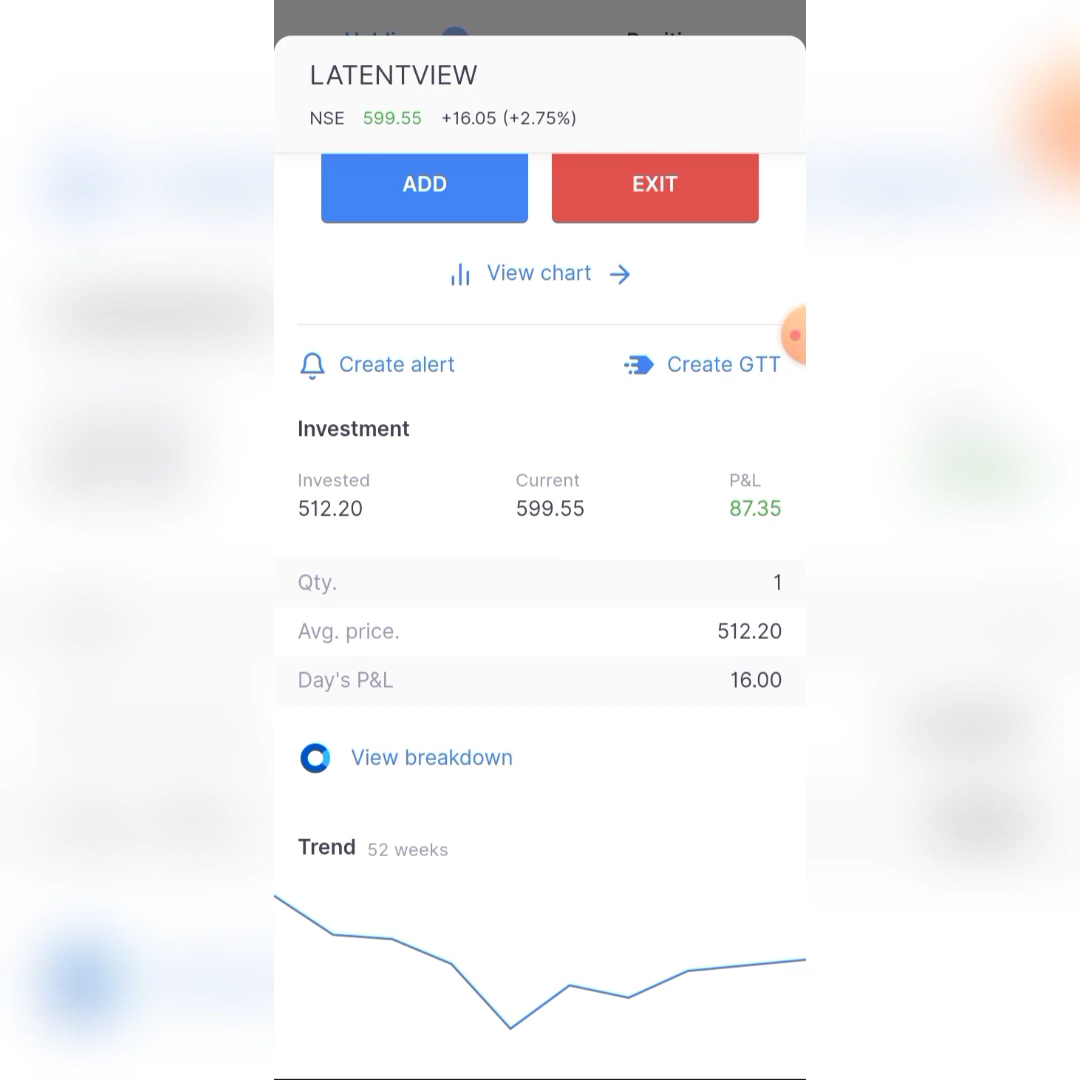 LATENTVIEW
NSE 599.55 +16.05 (+2.75%)
ADD EXIT
View chart
Create alert Create GTT
Investment
Invested Current P&L
512.20 599.55 87.35
Qty. 1
Avg. price. 512.20
Day's P&L 16.00
View breakdown
Trend 52 weeks